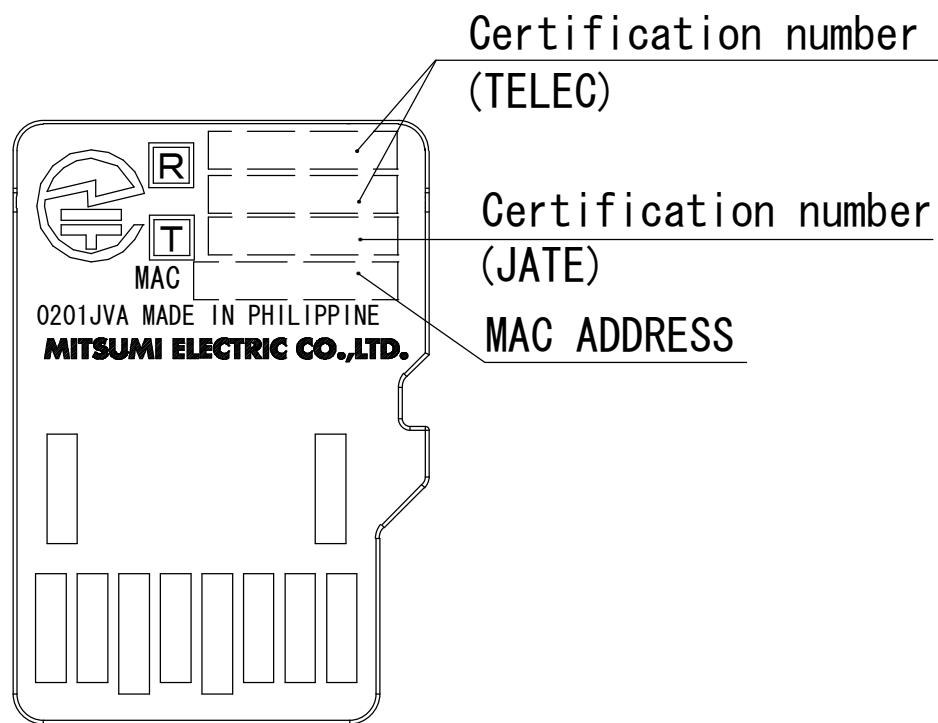 Certification number
(TELEC)
R
T
Certification number
(JATE)
MAC
0201JVA MADE IN PHILIPPINE
MITSUMI ELECTRIC CO.,LTD.
MAC ADDRESS